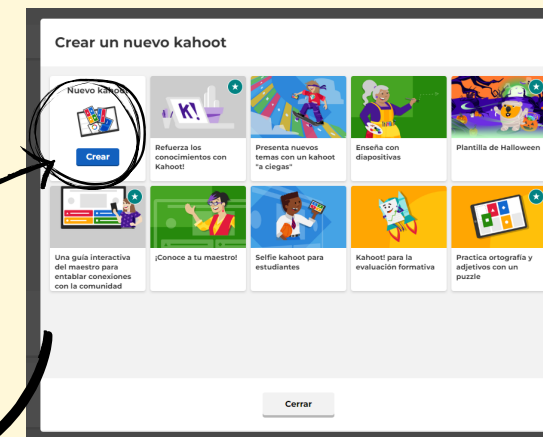 Crear un nuevo kahoot
Nuevo kahoot
Crear
K!
Refuerza los
conocimientos con
Kahoot!
Presenta nuevos
temas con un kahoot
"a ciegas"
Enseña con
diapositivas
Plantilla de Halloween
Una guía interactiva
del maestro para
entablar conexiones
con la comunidad
¡Conoce a tu maestro!
Selfie kahoot para
estudiantes
Kahoot! para la
evaluación formativa
Practica ortografía y
adjetivos con un
puzzle
Cerrar